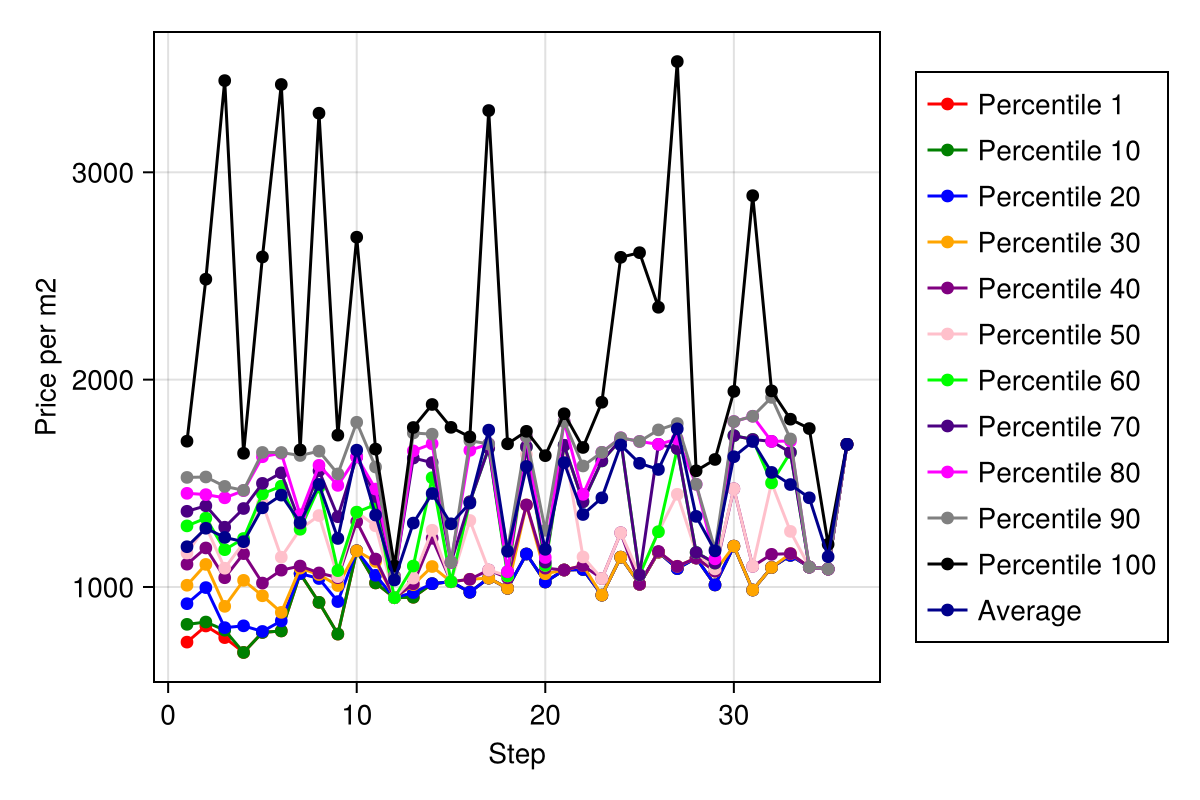 3000
2000
1000
Price per m2
0
10
20
30
Step
Percentile 1
Percentile 10
Percentile 20
Percentile 30
Percentile 40
Percentile 50
Percentile 60
Percentile 70
Percentile 80
Percentile 90
Percentile 100
Average